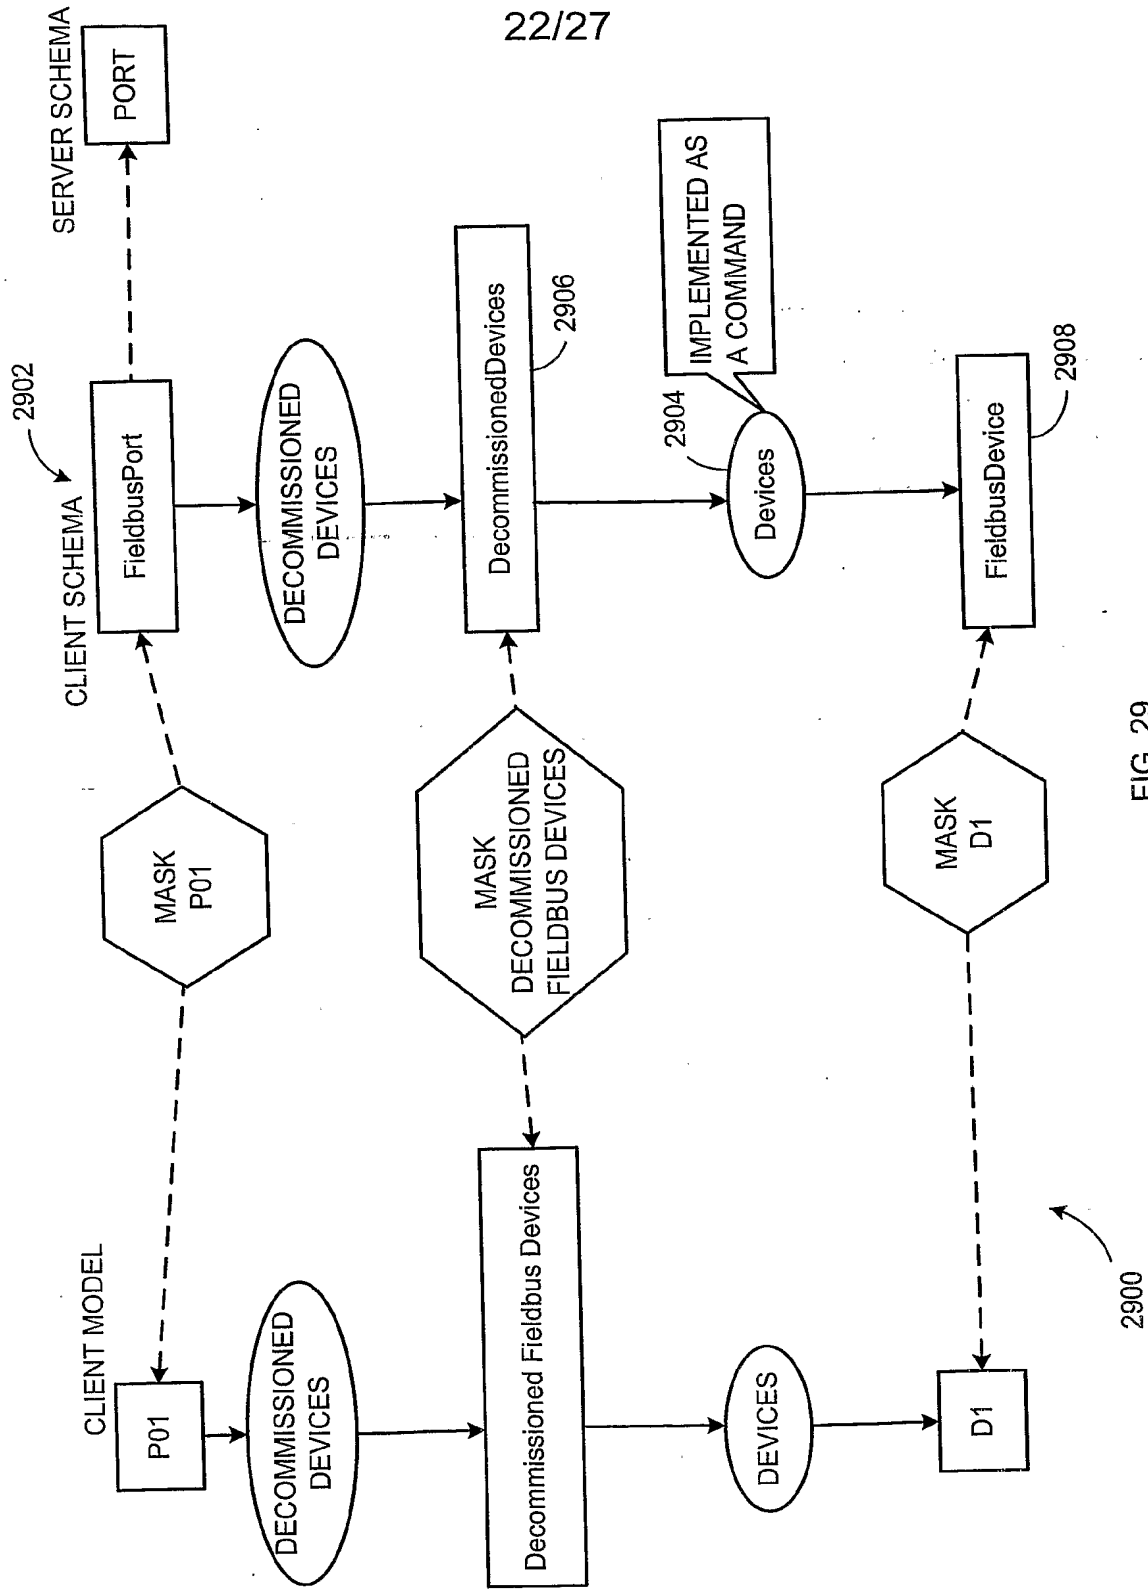 22/27
CLIENT MODEL
CLIENT SCHEMA
2902
SERVER SCHEMA
P01
MASK
P01
FieldbusPort
PORT
DECOMMISSIONED
DEVICES
DECOMMISSIONED
DEVICES
Decommissioned Fieldbus Devices
MASK
DECOMMISSIONED
FIELDBUS DEVICES
DecommissionedDevices
2906
DEVICES
Devices
2904
IMPLEMENTED AS
A COMMAND
D1
MASK
D1
FieldbusDevice
2908
2900
FIG. 29